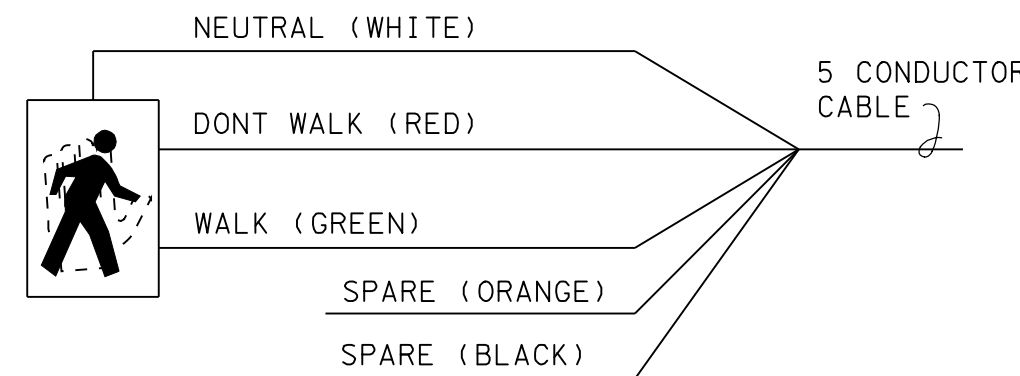 NEUTRAL (WHITE)
5 CONDUCTOR
CABLE
DONT WALK (RED)
WALK (GREEN)
SPARE (ORANGE)
SPARE (BLACK)